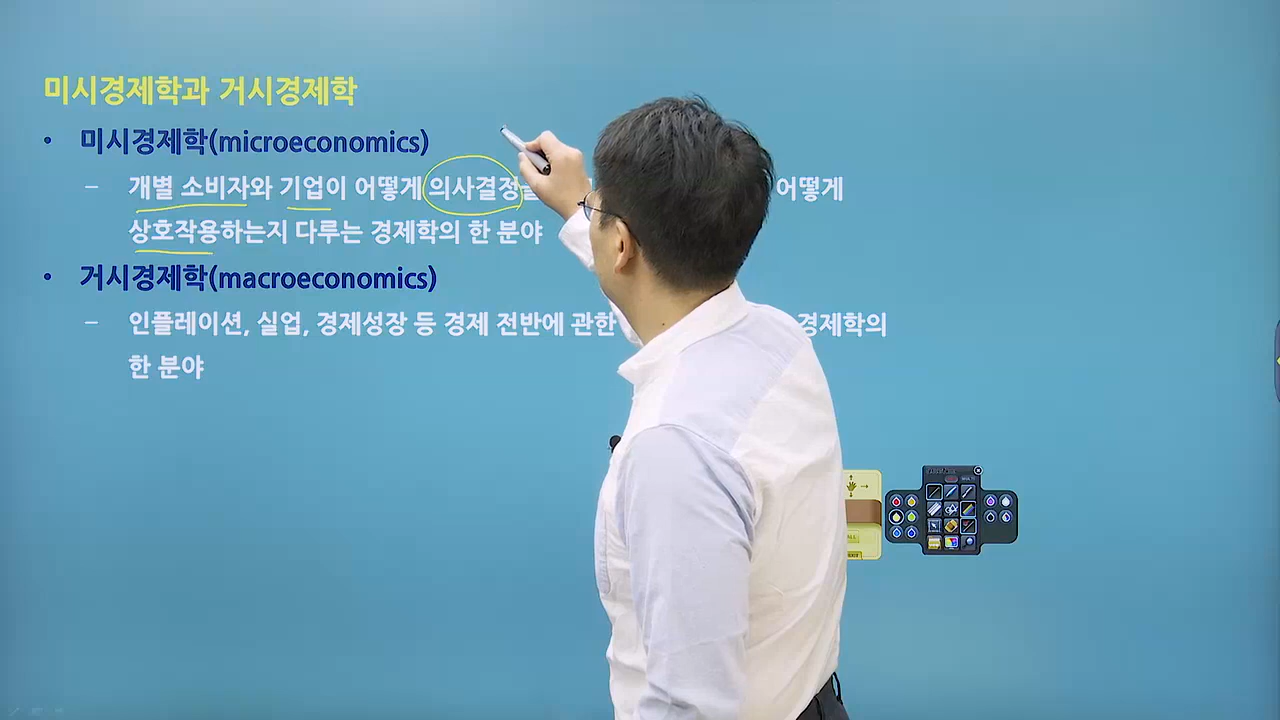 미시경제학과 거시경제학
• 미시경제학(microeconomics)
– 개별 소비자와 기업이 어떻게 의사결정을 어떻게
상호작용하는지 다루는 경제학의 한 분야
• 거시경제학(macroeconomics)
– 인플레이션, 실업, 경제성장 등 경제 전반에 관한 경제학의
한 분야